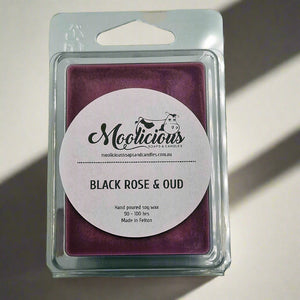 Moolicious
SOAPS & CANDLES
mooliciousoapsandcandles.com.au
BLACK ROSE & OUD
Hand poured soy wax
90 - 100 hrs
Made in Felton